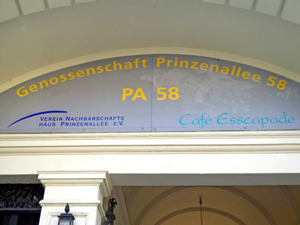 Genossenschaft Prinzenallee 58
PA 58
VEREIN NACHBARSCHAFTS
HAUS PRINZENALLEE E.V.
Café Esscapade